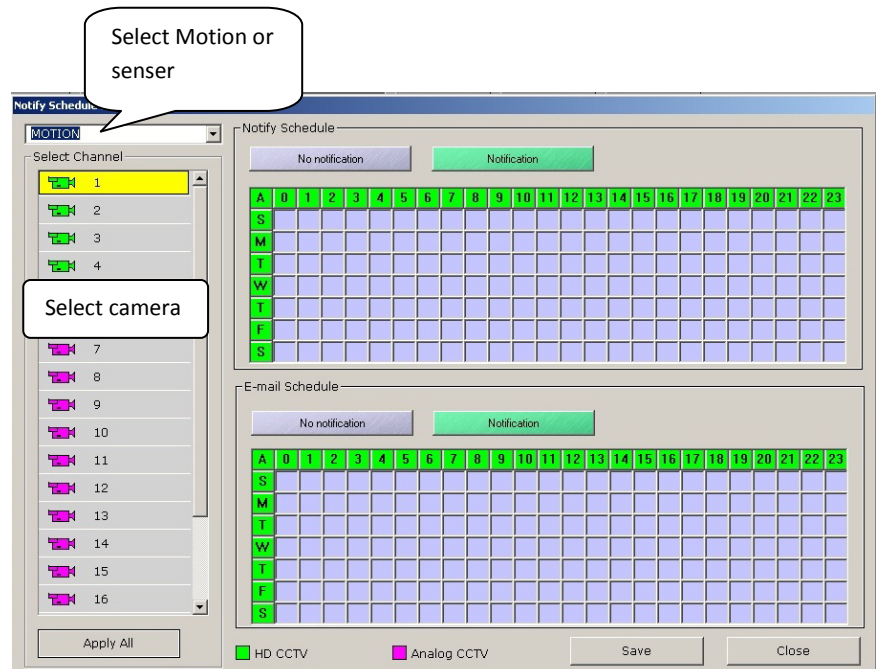 Select Motion or
senser
Notify Schedu
MOTION
Select Channel
1
2
3
4
Select camera
7
8
9
10
11
12
13
14
15
16
Apply All
Notify Schedule
No notification Notification
A 0 1 2 3 4 5 6 7 8 9 10 11 12 13 14 15 16 17 18 19 20 21 22 23
S
M
T
W
T
F
S
E-mail Schedule
No notification Notification
A 0 1 2 3 4 5 6 7 8 9 10 11 12 13 14 15 16 17 18 19 20 21 22 23
S
M
T
W
T
F
S
HD CCTV Analog CCTV Save Close